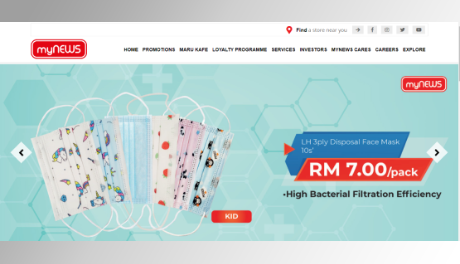 Find a store near you
myNEWS
HOME PROMOTIONS MARU KAFE LOYALTY PROGRAMME SERVICES INVESTORS MYNEWS CARES CAREERS EXPLORE
myNEWS
LH 3ply Disposal Face Mask
10s'
RM 7.00/pack
•High Bacterial Filtration Efficiency
KID